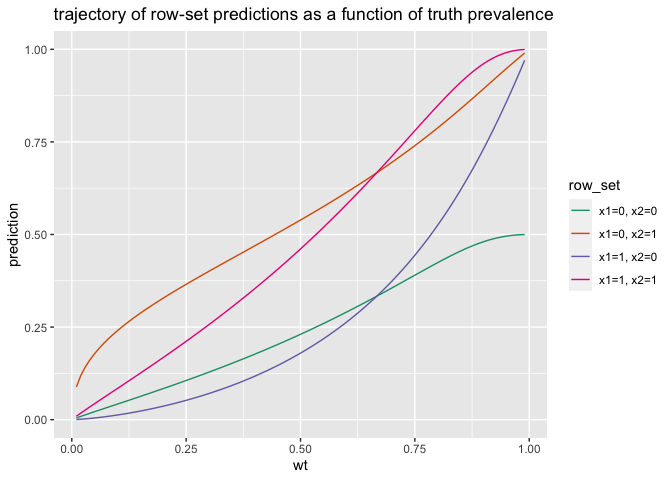 trajectory of row-set predictions as a function of truth prevalence
1.00
0.75
0.50
0.25
0.00
prediction
0.00 0.25 0.50 0.75 1.00
wt
row_set
x1=0, x2=0
x1=0, x2=1
x1=1, x2=0
x1=1, x2=1